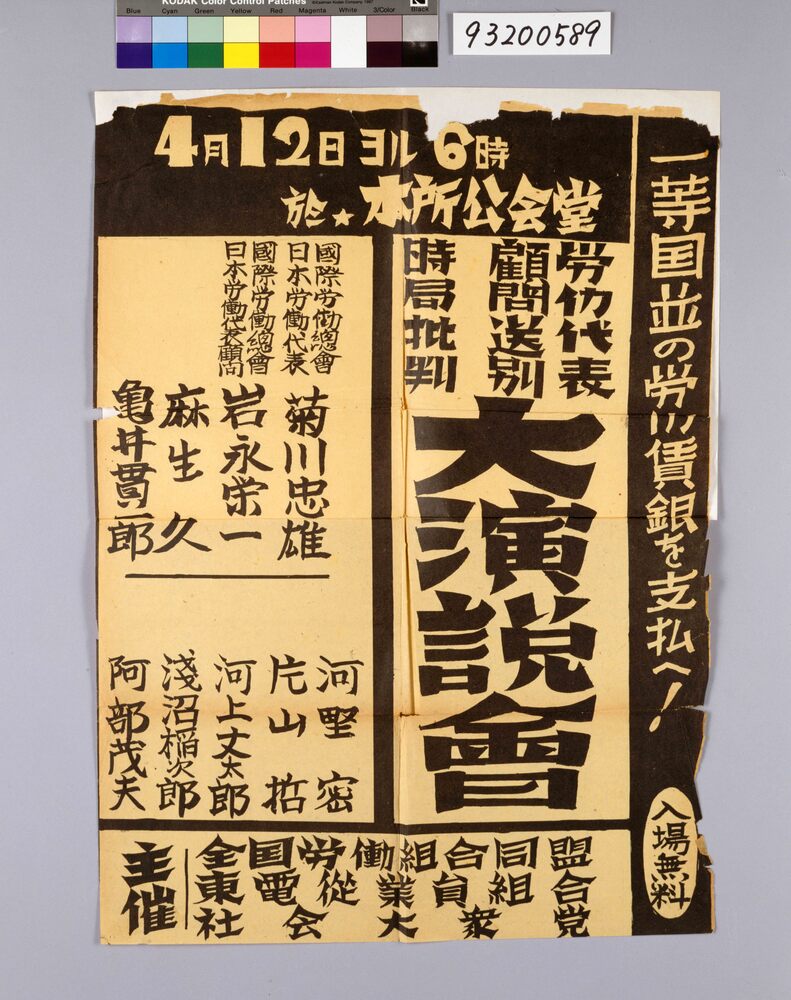 KODAK Color Control Patches
Blue Cyan Green Yellow Red Magenta White 3/Color Black
93200589
4月12日ヨル6時
於★本所公会堂
一等国並の労仂賃銀を支払へ!
入場無料
労仂代表
顧問送別
時局批判
大演説會
國際労働總會
日本労働代表
菊川忠雄
國際労働總會
日本労働代表顧問
岩永栄一
麻生久
亀井貫一郎
河野密
片山哲
河上丈太郎
淺沼稲次郎
阿部茂夫
主催
全国労働組合同盟
東電従業員組合
社会大衆党